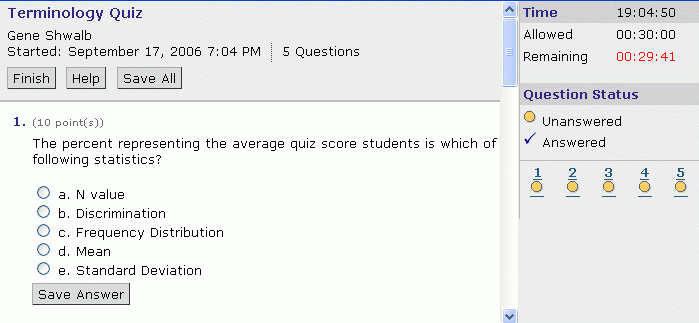 Terminology Quiz
Gene Shwalb
Started: September 17, 2006 7:04 PM 5 Questions
Finish Help Save All
1. (10 point(s))
The percent representing the average quiz score students is which of
following statistics?
a. N value
b. Discrimination
c. Frequency Distribution
d. Mean
e. Standard Deviation
Save Answer
Time 19:04:50
Allowed 00:30:00
Remaining 00:29:41
Question Status
Unanswered
Answered
1 2 3 4 5